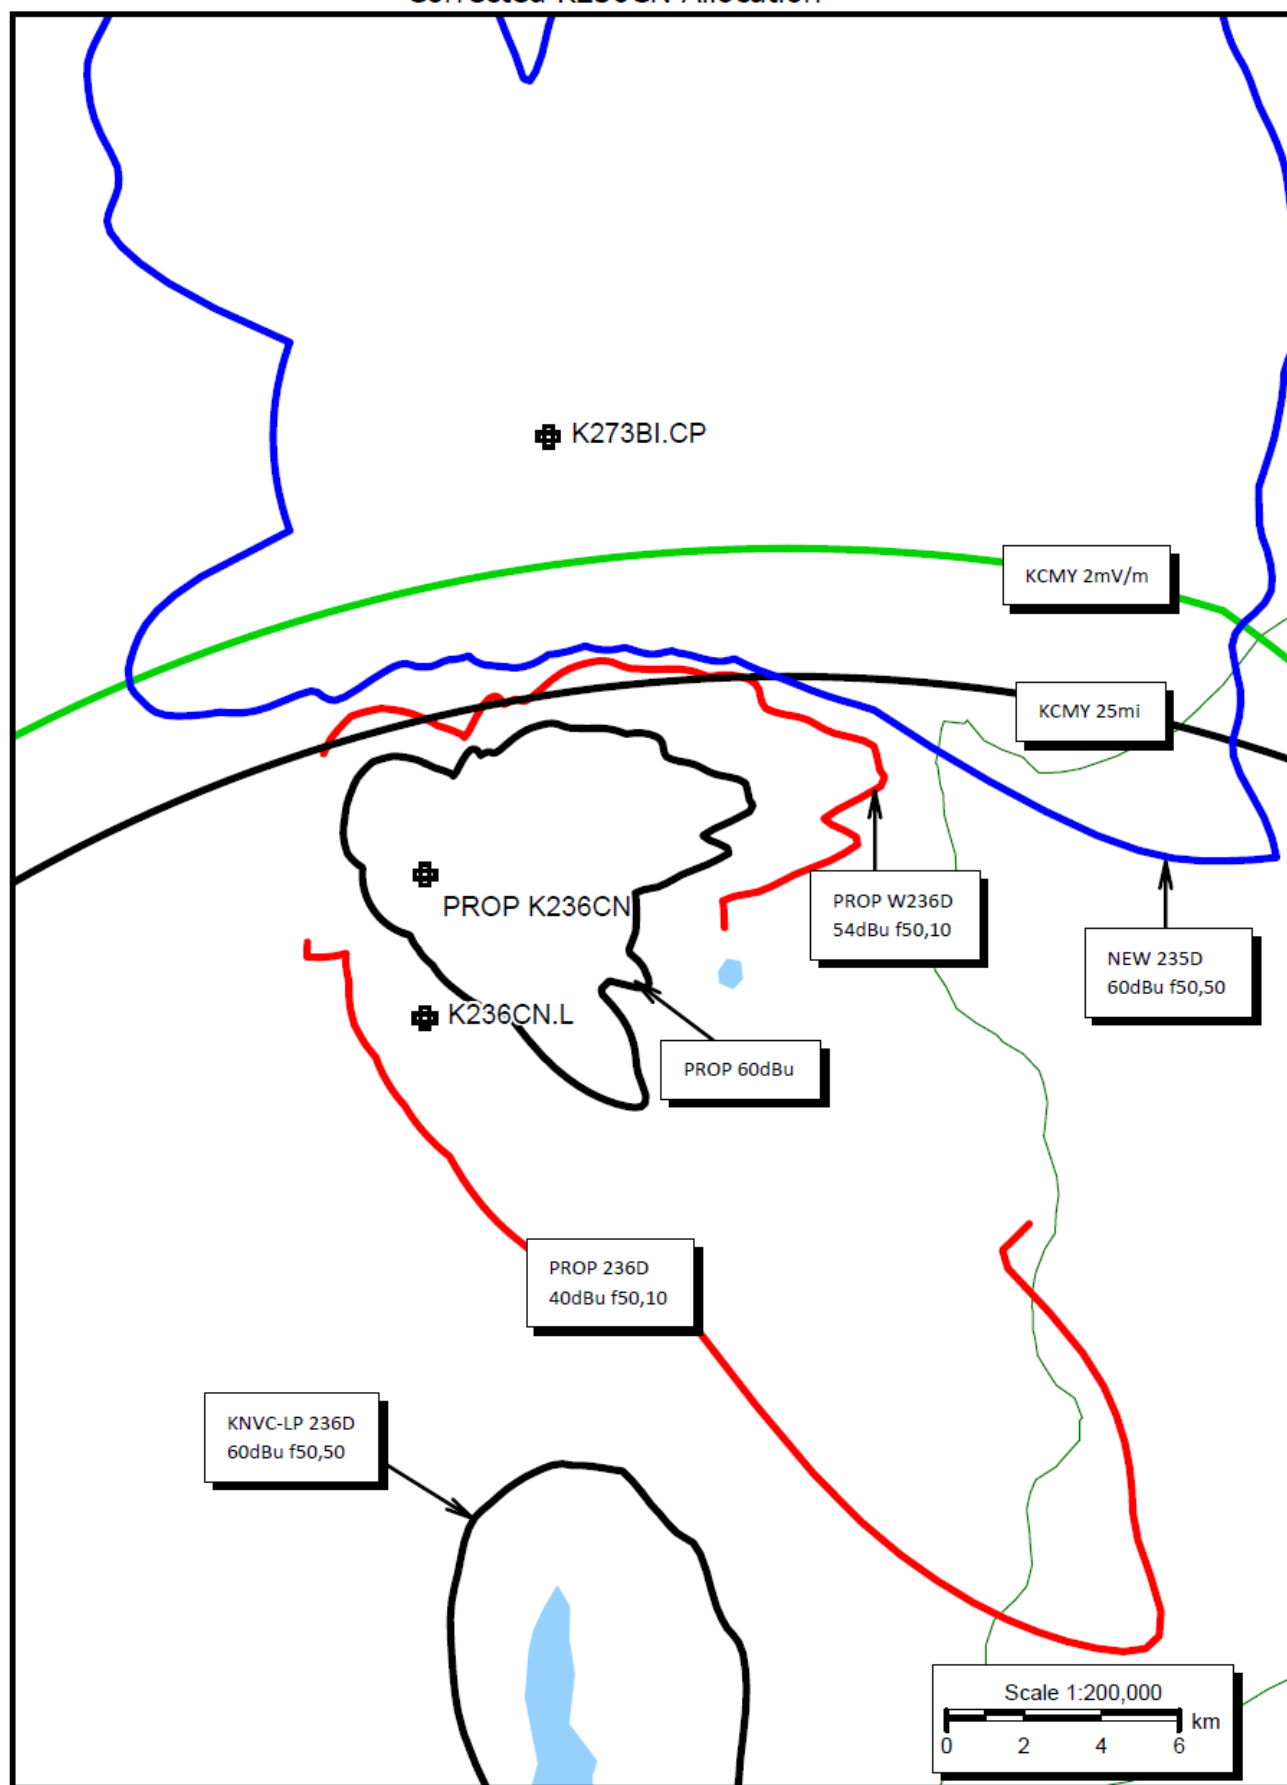 K273BI.CP
KCMY 2mV/m
KCMY 25mi
PROP K236CN
PROP W236D
54dBu f50,10
NEW 235D
60dBu f50,50
K236CN.L
PROP 60dBu
PROP 236D
40dBu f50,10
KNVC-LP 236D
60dBu f50,50
Scale 1:200,000
km
0 2 4 6